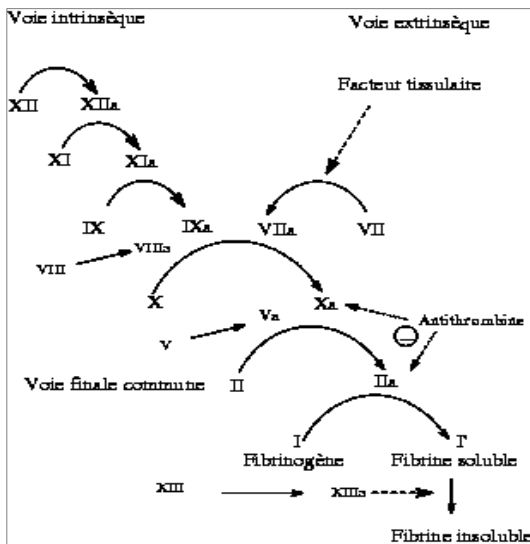 Voie intrinsèque Voie extrinsèque
Facteur tissulaire
XII XIIa
XI XIa
IX IXa VIIa VII
VIII VIIIa
X Xa
V Va Antithrombine
Voie finale commune II IIa
I I'
Fibrinogène Fibrine soluble
XIII XIIIa
Fibrine insoluble